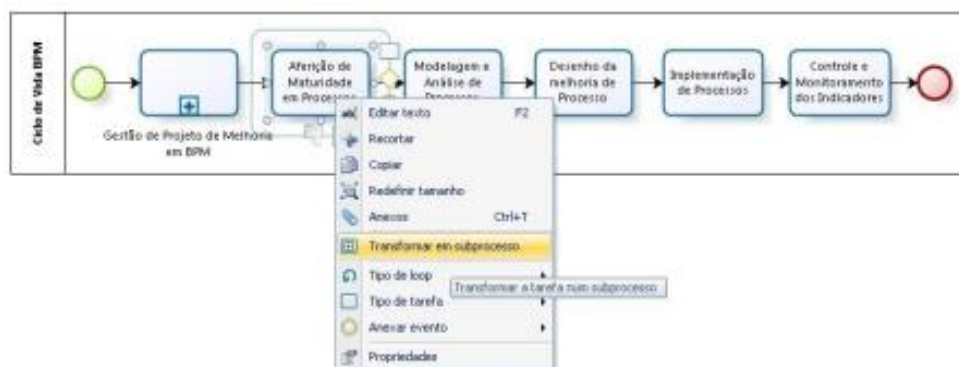 Ciclo de Vida BPM
Gestão de Projeto de Melhoria
em BPM
Aferição de
Maturidade
em Processos
Modelagem e
Análise de
Desenho da
melhoria de
Processo
Implementação
de Processos
Controle e
Monitoramento
dos Indicadores
Editar texto F2
Recortar
Copiar
Redefinir tamanho
Anexos Ctrl+T
Transformar em subprocesso
Tipo de loop
Transformar a tarefa num subprocesso
Tipo de tarefa
Anexar evento
Propriedades